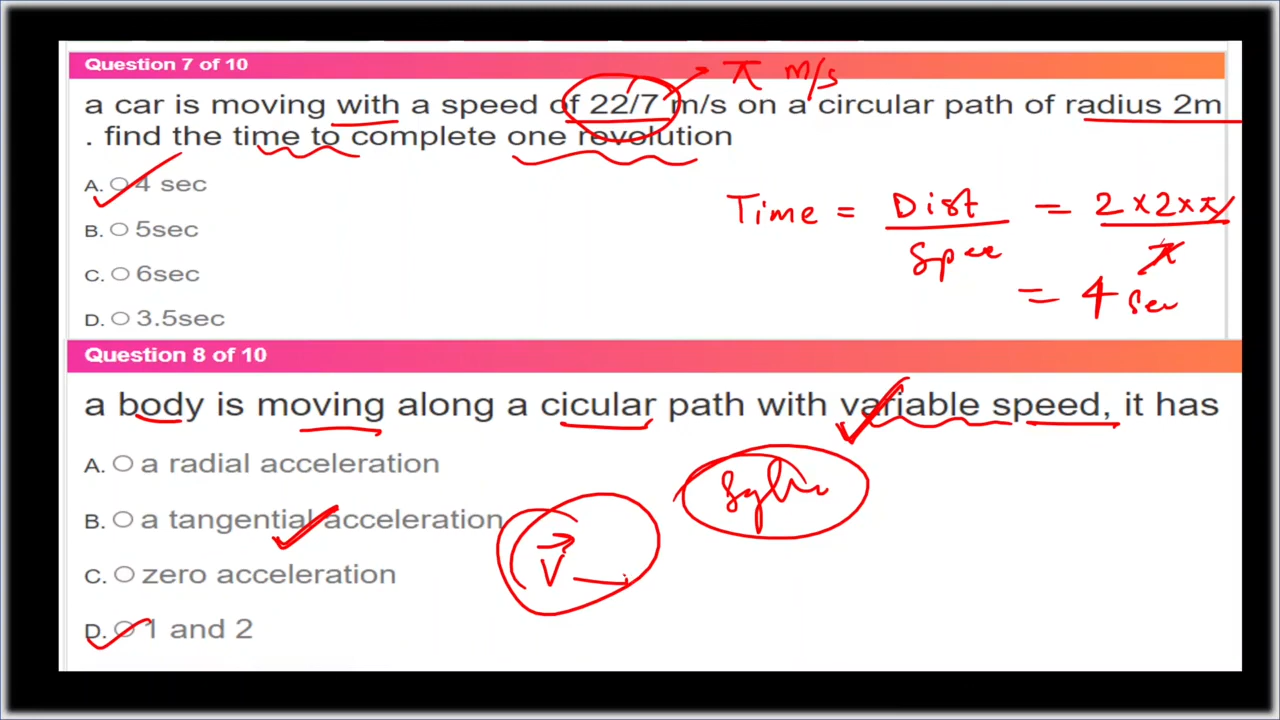 Question 7 of 10
π m/s
a car is moving with a speed of 22/7 m/s on a circular path of radius 2m
. find the time to complete one revolution
A. 4 sec
B. 5sec
C. 6sec
D. 3.5sec
Time = Dist = 2×2×π
Spee π
= 4 Sec
Question 8 of 10
a body is moving along a cicular path with variable speed, it has
A. a radial acceleration
B. a tangential acceleration
C. zero acceleration
D. 1 and 2
V